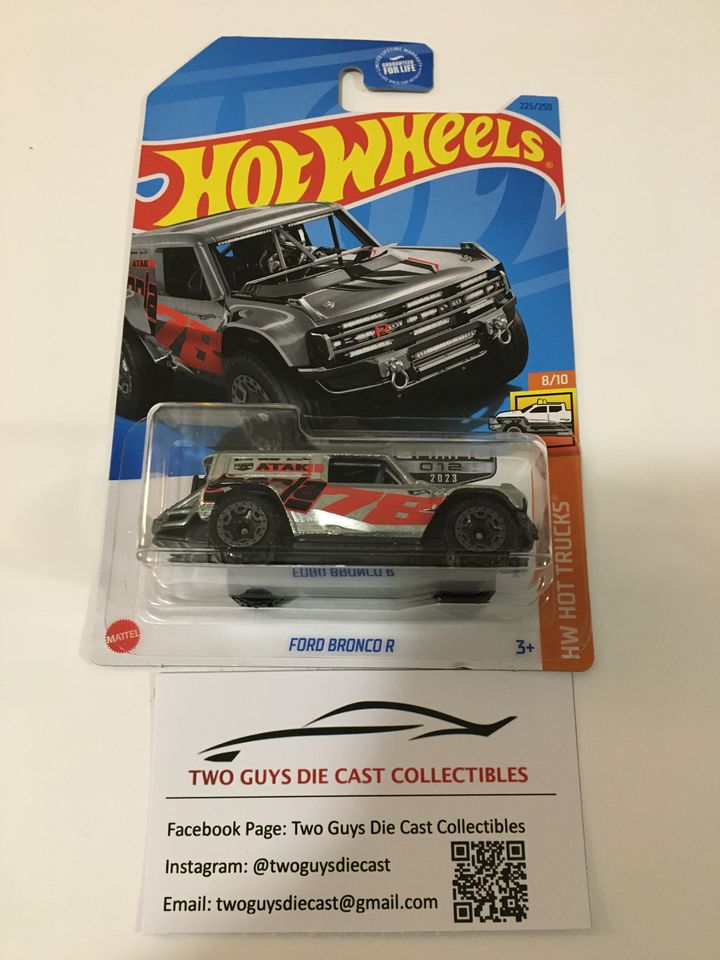 GUARANTEED
FOR LIFE
225/250
HOT WHEELS
ATAK
78
8/10
ATAK
78
012
2023
FORD BRONCO R
MATTEL
FORD BRONCO R
3+
HW HOT TRUCKS
TWO GUYS DIE CAST COLLECTIBLES
Facebook Page: Two Guys Die Cast Collectibles
Instagram: @twoguysdiecast
Email: twoguysdiecast@gmail.com